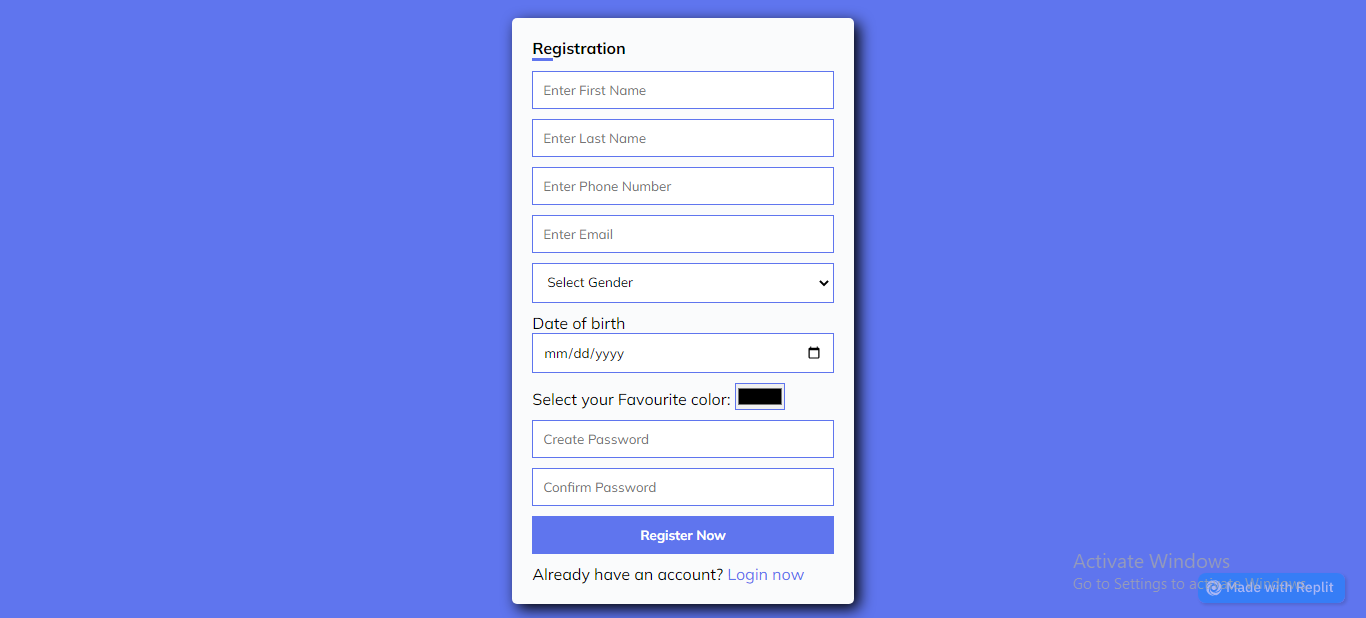 Registration
Enter First Name
Enter Last Name
Enter Phone Number
Enter Email
Select Gender
Date of birth
mm/dd/yyyy
Select your Favourite color:
Create Password
Confirm Password
Register Now
Already have an account? Login now
Activate Windows
Go to Settings to activate Windows.
Made with Replit